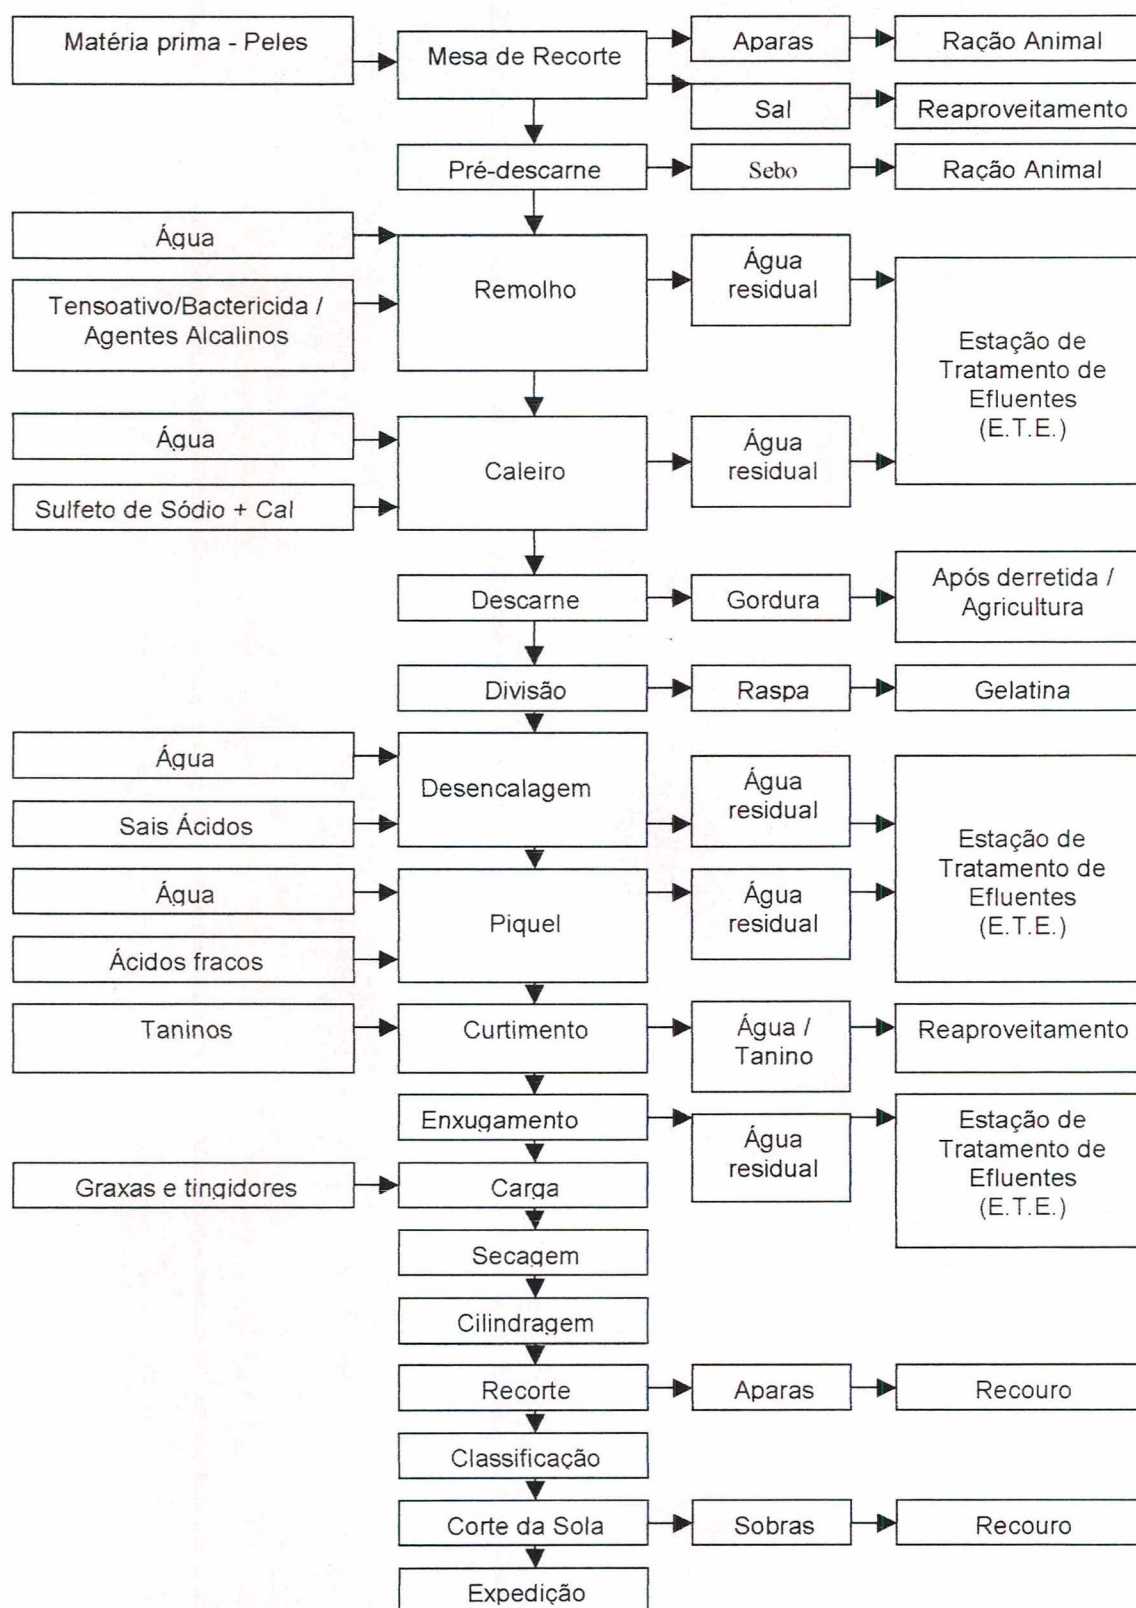 Matéria prima - Peles
Mesa de Recorte
Aparas
Ração Animal
Sal
Reaproveitamento
Pré-descarne
Sebo
Ração Animal
Água
Tensoativo/Bactericida /
Agentes Alcalinos
Remolho
Água
residual
Estação de
Tratamento de
Efluentes
(E.T.E.)
Água
Sulfeto de Sódio + Cal
Caleiro
Água
residual
Descarne
Gordura
Após derretida /
Agricultura
Divisão
Raspa
Gelatina
Água
Sais Ácidos
Desencalagem
Água
residual
Estação de
Tratamento de
Efluentes
(E.T.E.)
Água
Ácidos fracos
Piquel
Água
residual
Taninos
Curtimento
Água /
Tanino
Reaproveitamento
Enxugamento
Água
residual
Estação de
Tratamento de
Efluentes
(E.T.E.)
Graxas e tingidores
Carga
Secagem
Cilindragem
Recorte
Aparas
Recouro
Classificação
Corte da Sola
Sobras
Recouro
Expedição